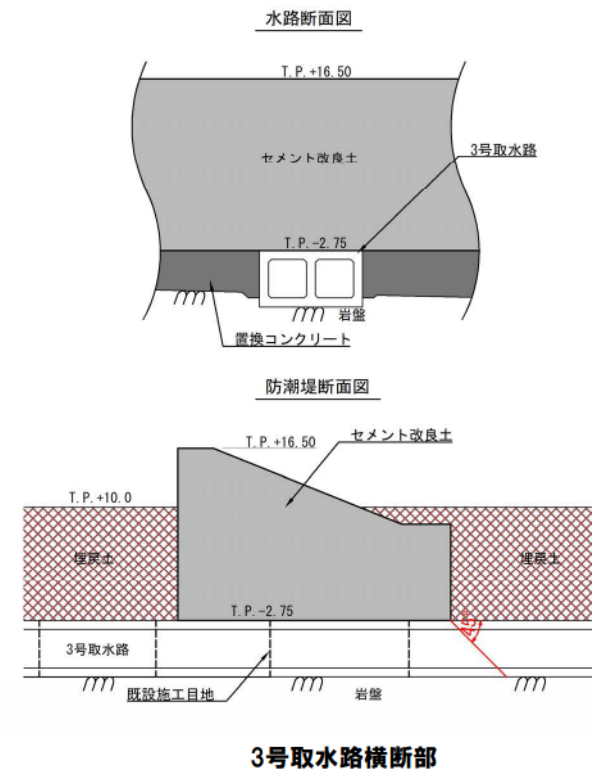 水路断面図
T.P.+16.50
セメント改良土
3号取水路
T.P.-2.75
岩盤
置換コンクリート
防潮堤断面図
T.P.+16.50
セメント改良土
T.P.+10.0
埋戻土
埋戻土
T.P.-2.75
45°
3号取水路
既設施工目地
岩盤
3号取水路横断部